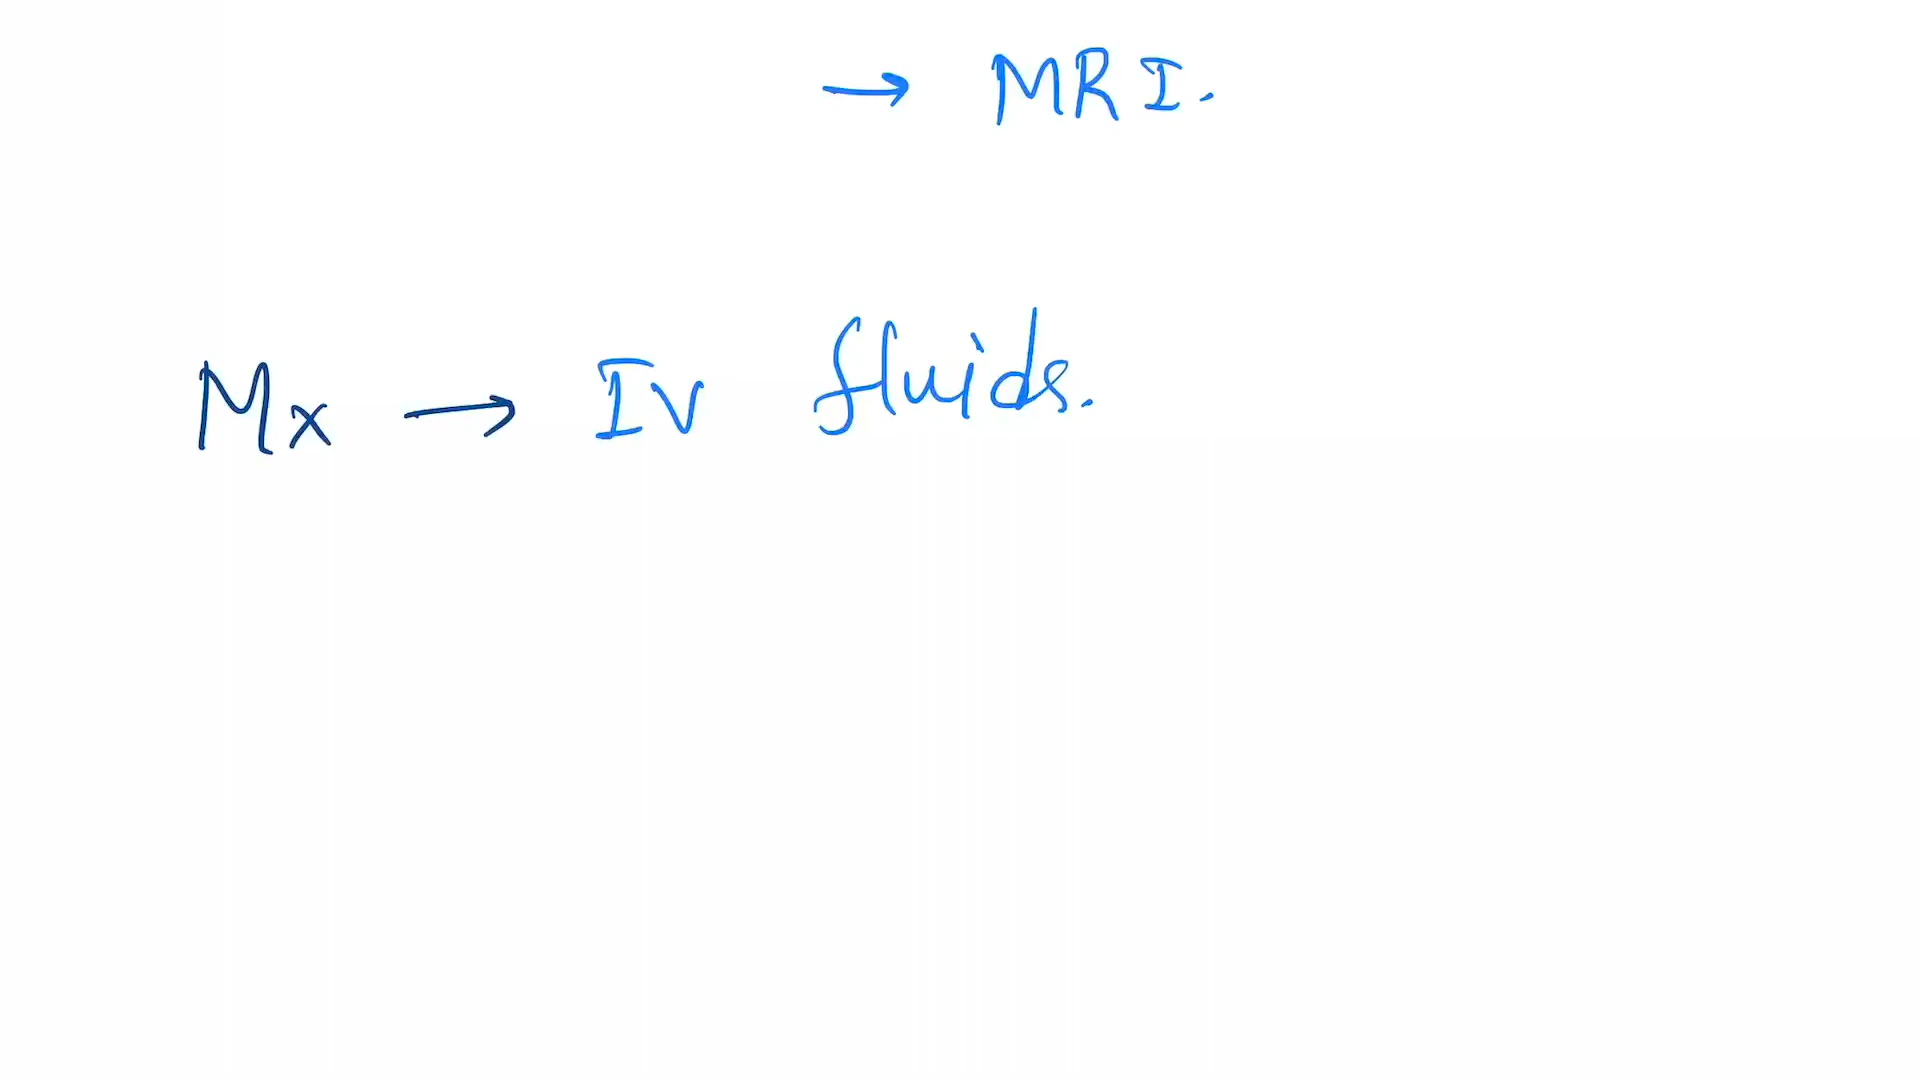 → MRI.
Mx → IV fluids.